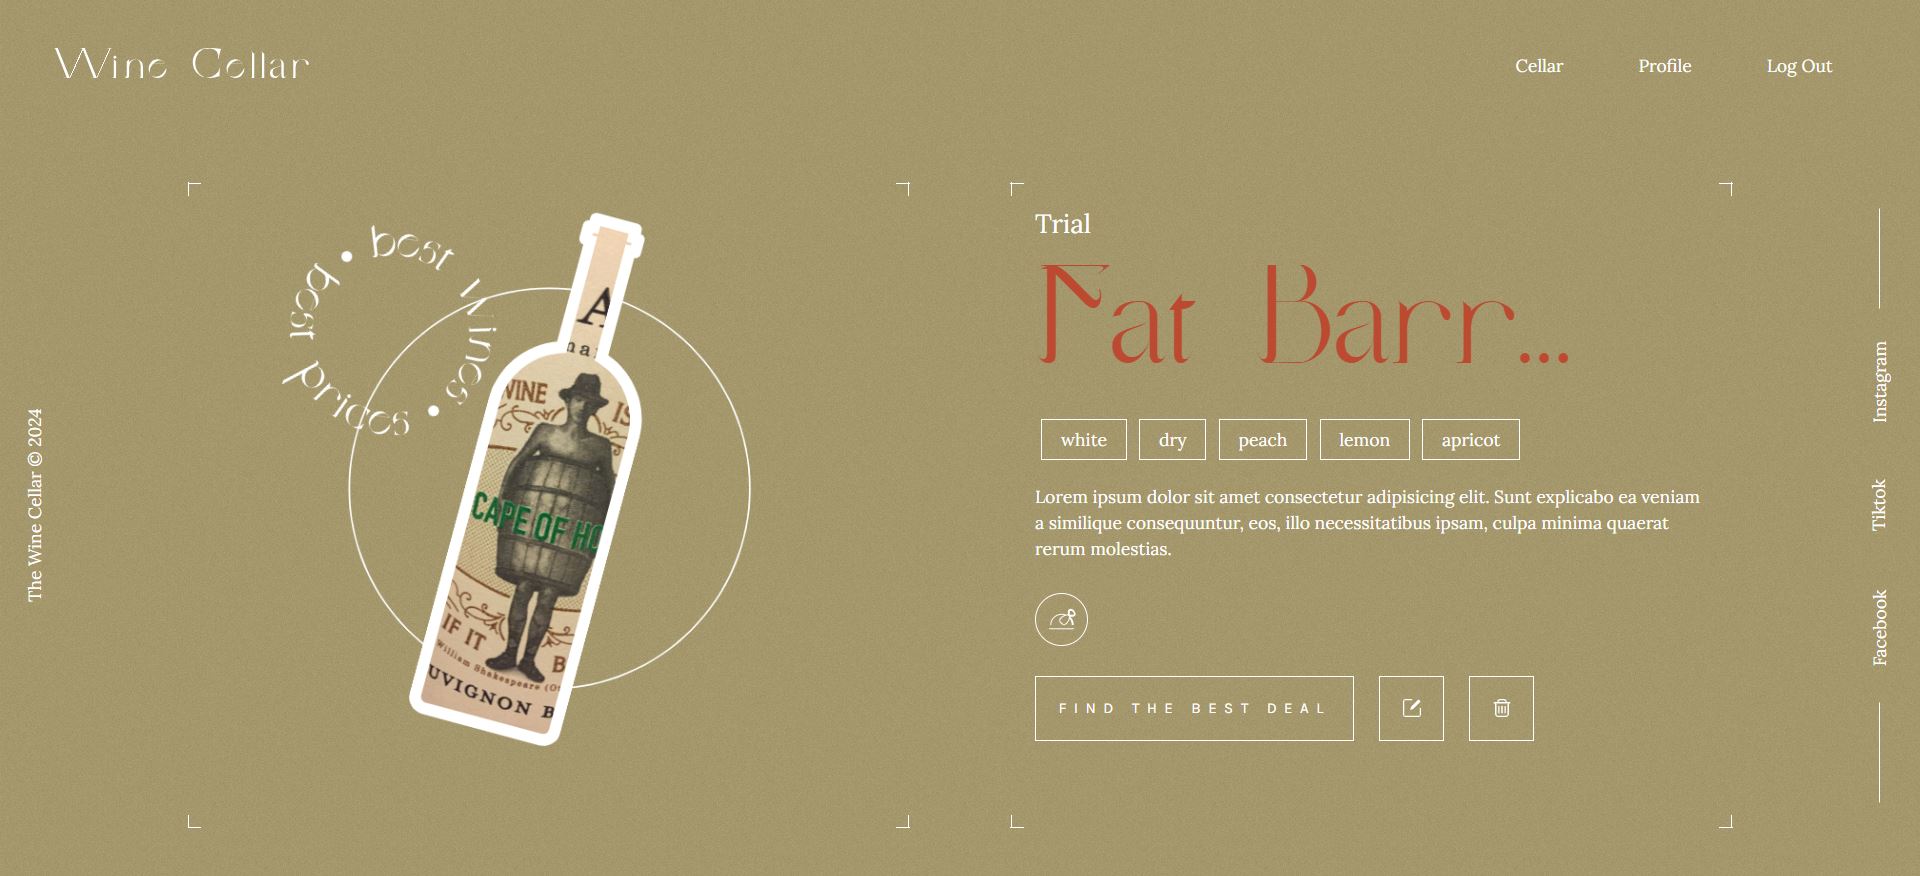 Wine Cellar
Cellar
Profile
Log Out
The Wine Cellar © 2024
best wines • best prices •
A
na
WINE IS
CAPE OF HO
IF IT B
William Shakespeare (Ot
UVIGNON B
Trial
Fat Barr...
white
dry
peach
lemon
apricot
Lorem ipsum dolor sit amet consectetur adipisicing elit. Sunt explicabo ea veniam
a similique consequuntur, eos, illo necessitatibus ipsam, culpa minima quaerat
rerum molestias.
FIND THE BEST DEAL
Instagram
Tiktok
Facebook